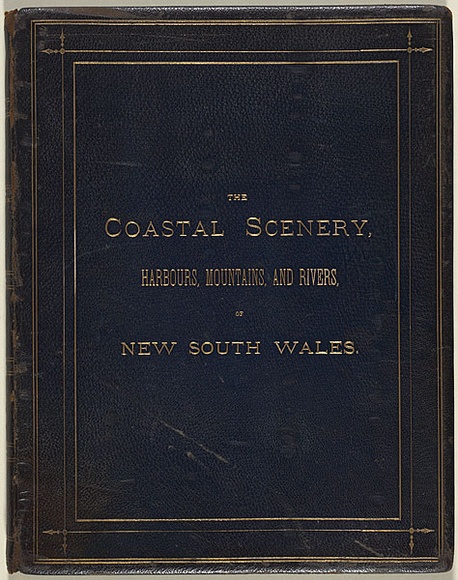 THE
COASTAL SCENERY,
HARBOURS, MOUNTAINS, AND RIVERS,
OF
NEW SOUTH WALES.